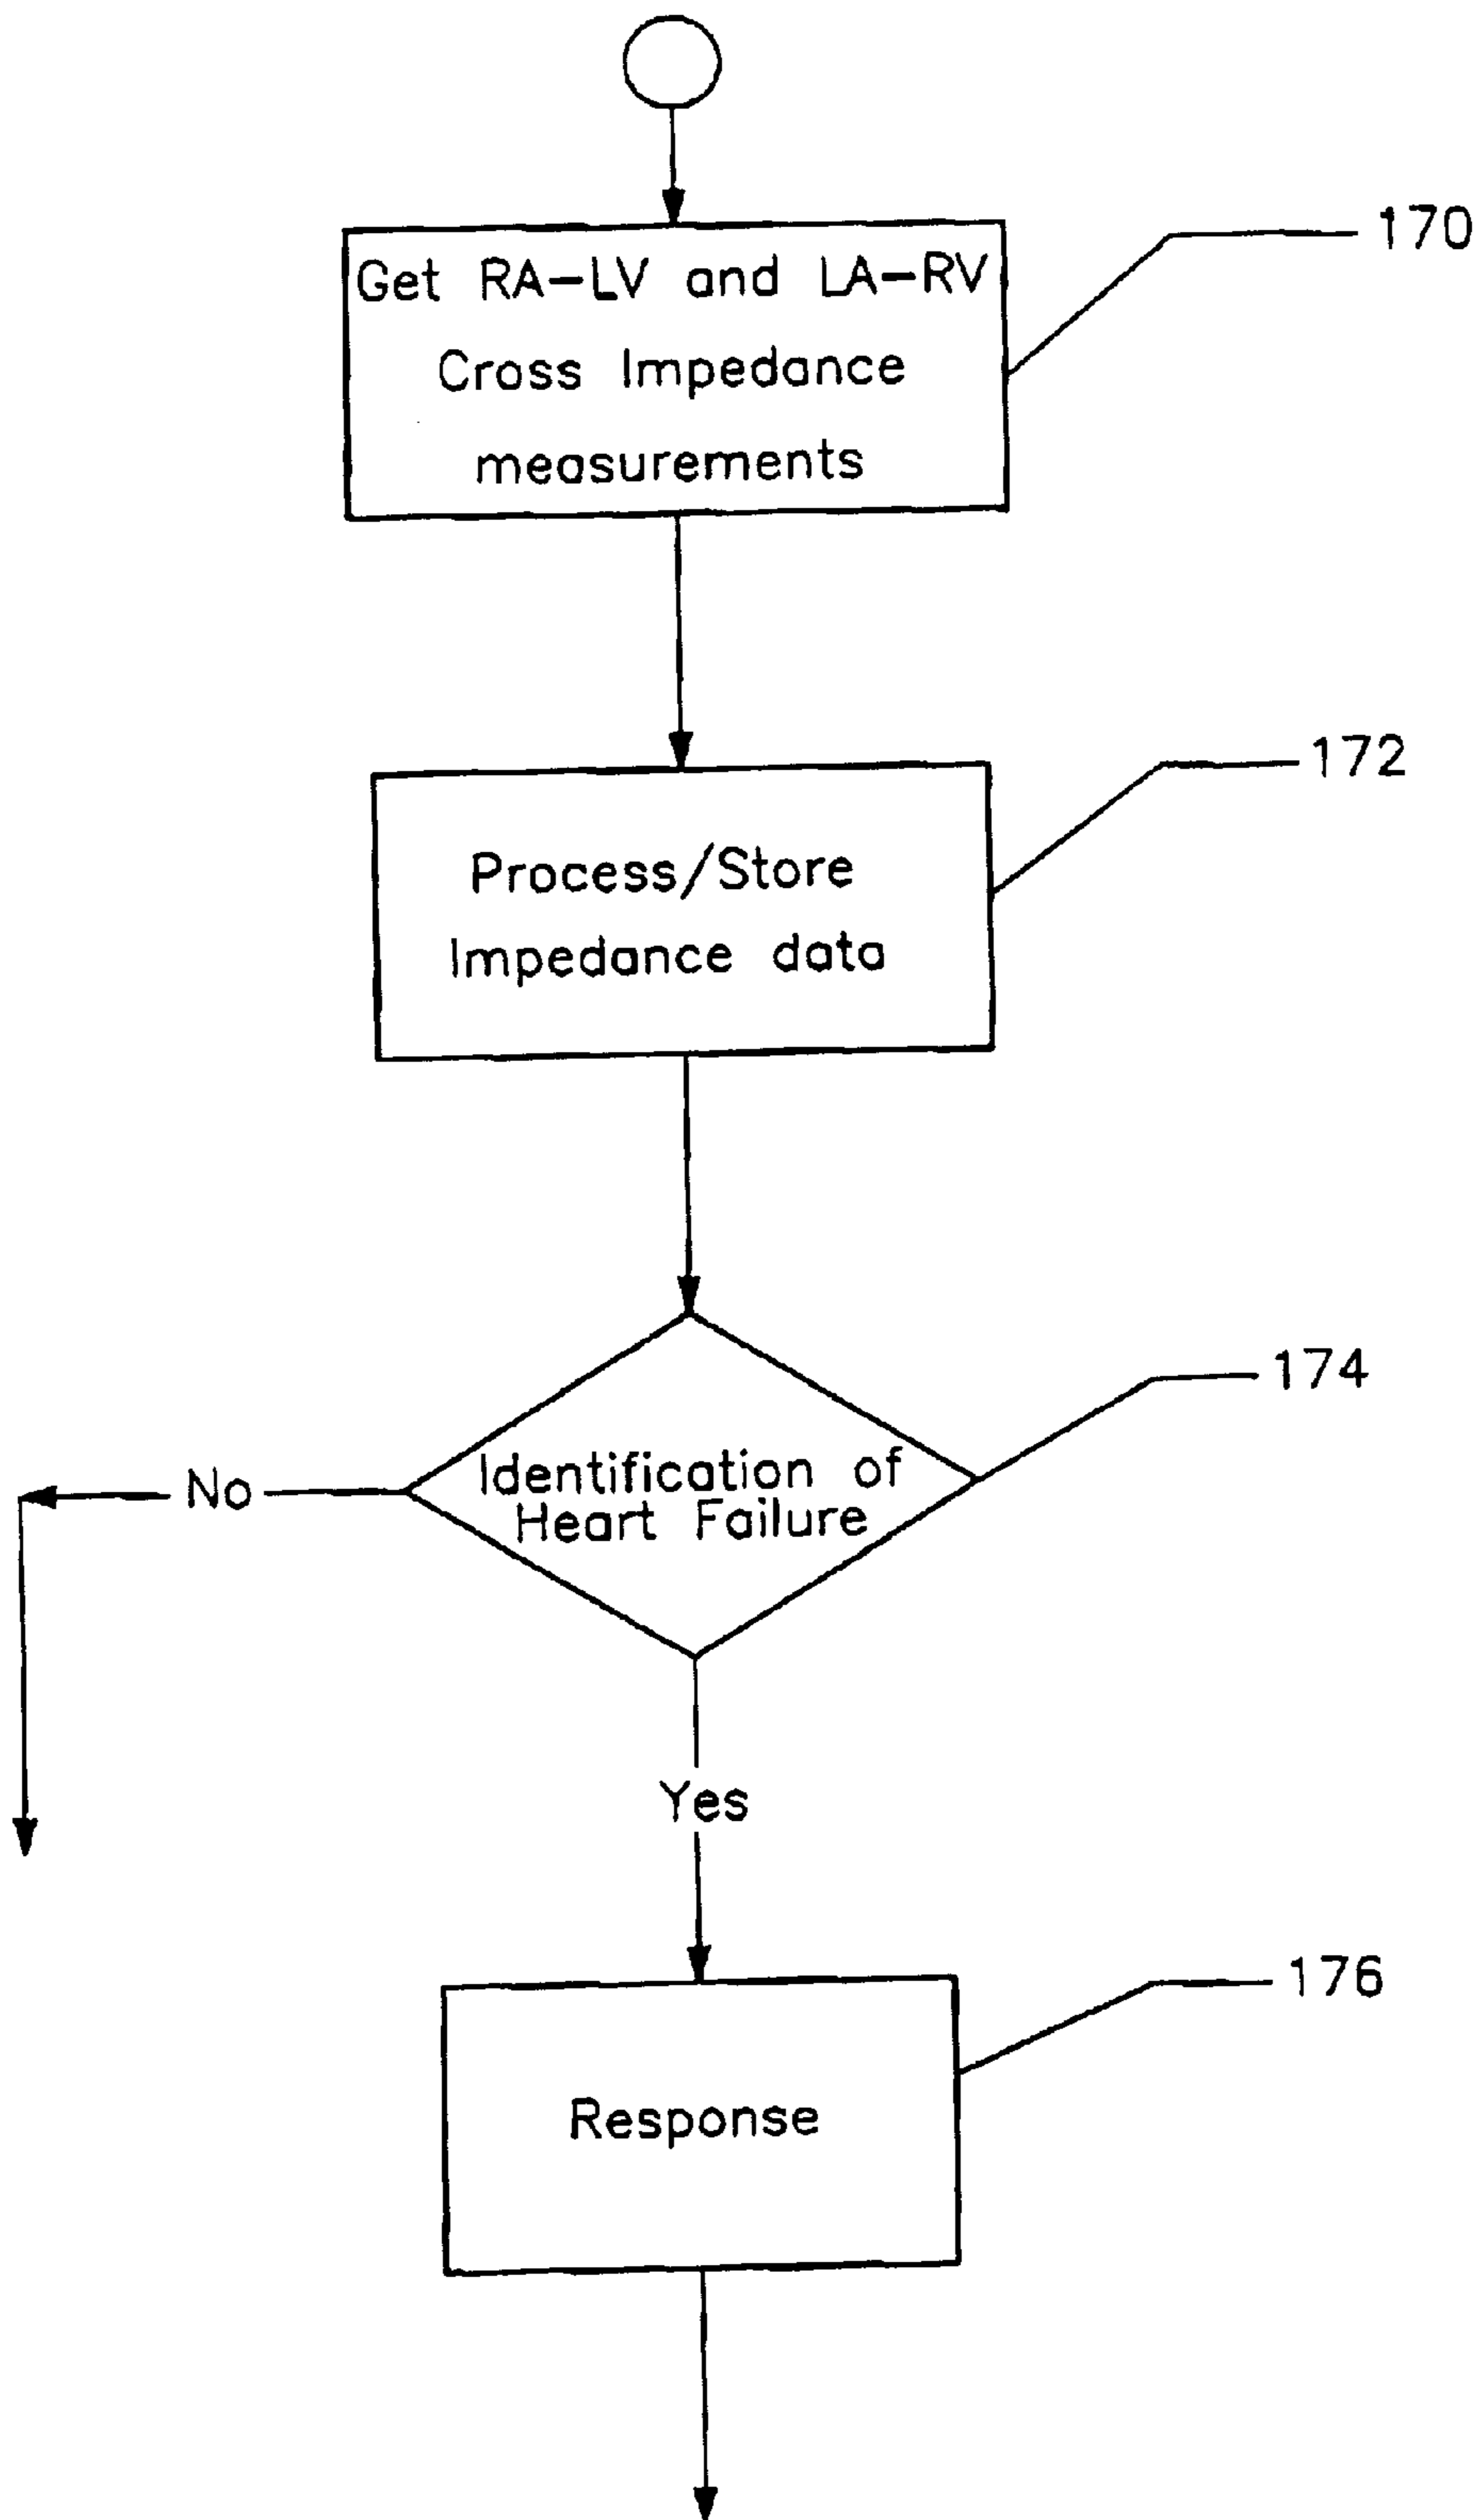 170
Get RA-LV and LA-RV
Cross Impedance
measurements
172
Process/Store
Impedance data
174
Identification of
Heart Failure
No
Yes
176
Response